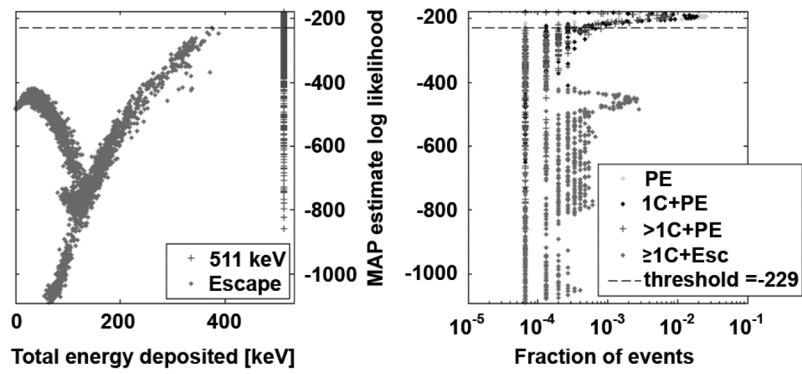 -200
-400
-600
-800
-1000
0
200
400
Total energy deposited [keV]
511 keV
Escape
MAP estimate log likelihood
-200
-400
-600
-800
-1000
10-5
10-4
10-3
10-2
10-1
Fraction of events
PE
1C+PE
>1C+PE
≥1C+Esc
threshold =-229